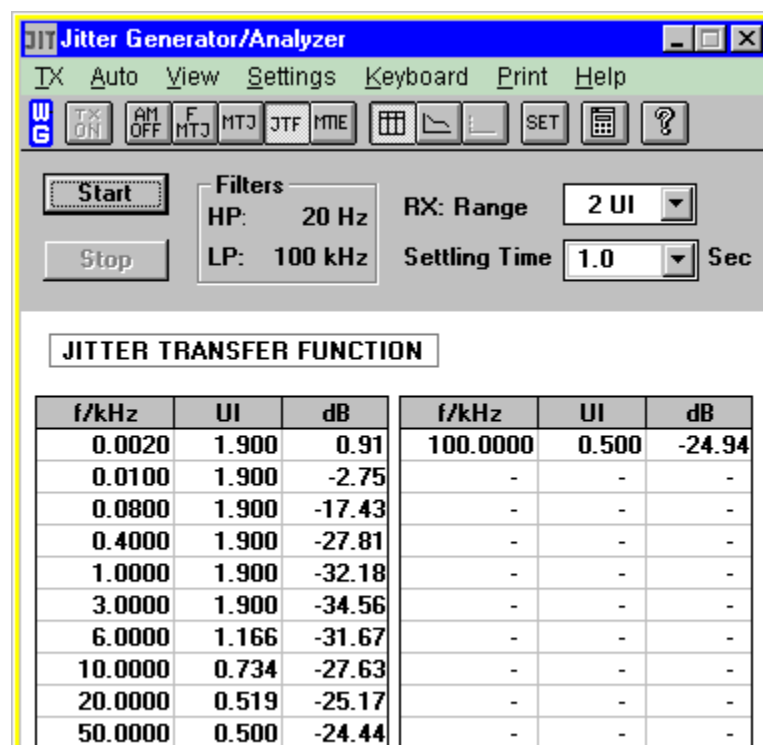 JIT Jitter Generator/Analyzer
TX Auto View Settings Keyboard Print Help
WG TX ON AM OFF F MTJ MTJ JTF MTIE SET ?
Start
Stop
Filters
HP: 20 Hz
LP: 100 kHz
RX: Range 2 UI
Settling Time 1.0 Sec
JITTER TRANSFER FUNCTION
f/kHz UI dB f/kHz UI dB
0.0020 1.900 0.91 100.0000 0.500 -24.94
0.0100 1.900 -2.75 - - -
0.0800 1.900 -17.43 - - -
0.4000 1.900 -27.81 - - -
1.0000 1.900 -32.18 - - -
3.0000 1.900 -34.56 - - -
6.0000 1.166 -31.67 - - -
10.0000 0.734 -27.63 - - -
20.0000 0.519 -25.17 - - -
50.0000 0.500 -24.44 - - -